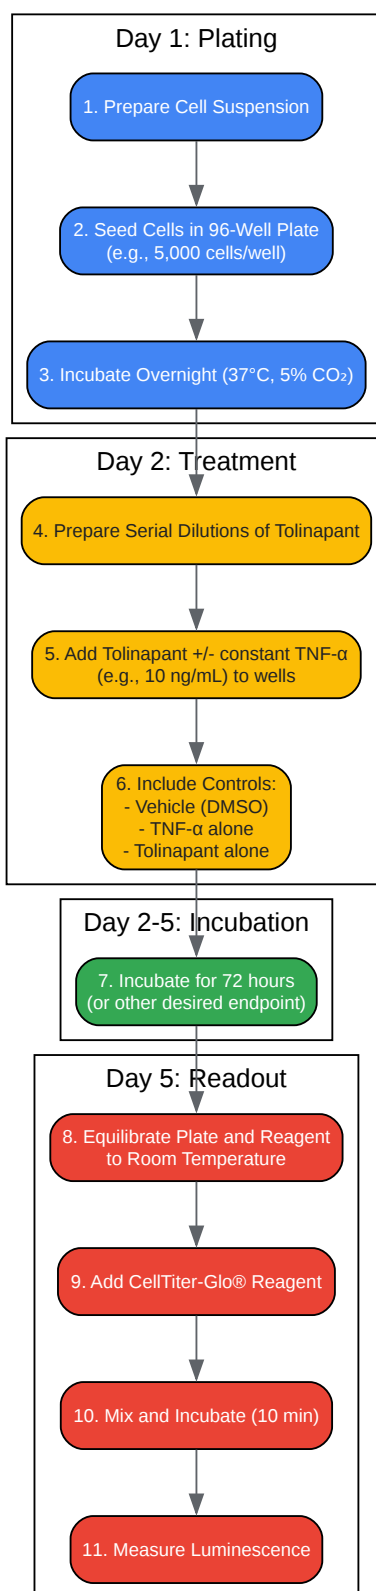 Day 1: Plating
1. Prepare Cell Suspension
2. Seed Cells in 96-Well Plate
(e.g., 5,000 cells/well)
3. Incubate Overnight (37°C, 5% CO₂)
Day 2: Treatment
4. Prepare Serial Dilutions of Tolinapant
5. Add Tolinapant +/- constant TNF-α
(e.g., 10 ng/mL) to wells
6. Include Controls:
- Vehicle (DMSO)
- TNF-α alone
- Tolinapant alone
Day 2-5: Incubation
7. Incubate for 72 hours
(or other desired endpoint)
Day 5: Readout
8. Equilibrate Plate and Reagent
to Room Temperature
9. Add CellTiter-Glo® Reagent
10. Mix and Incubate (10 min)
11. Measure Luminescence